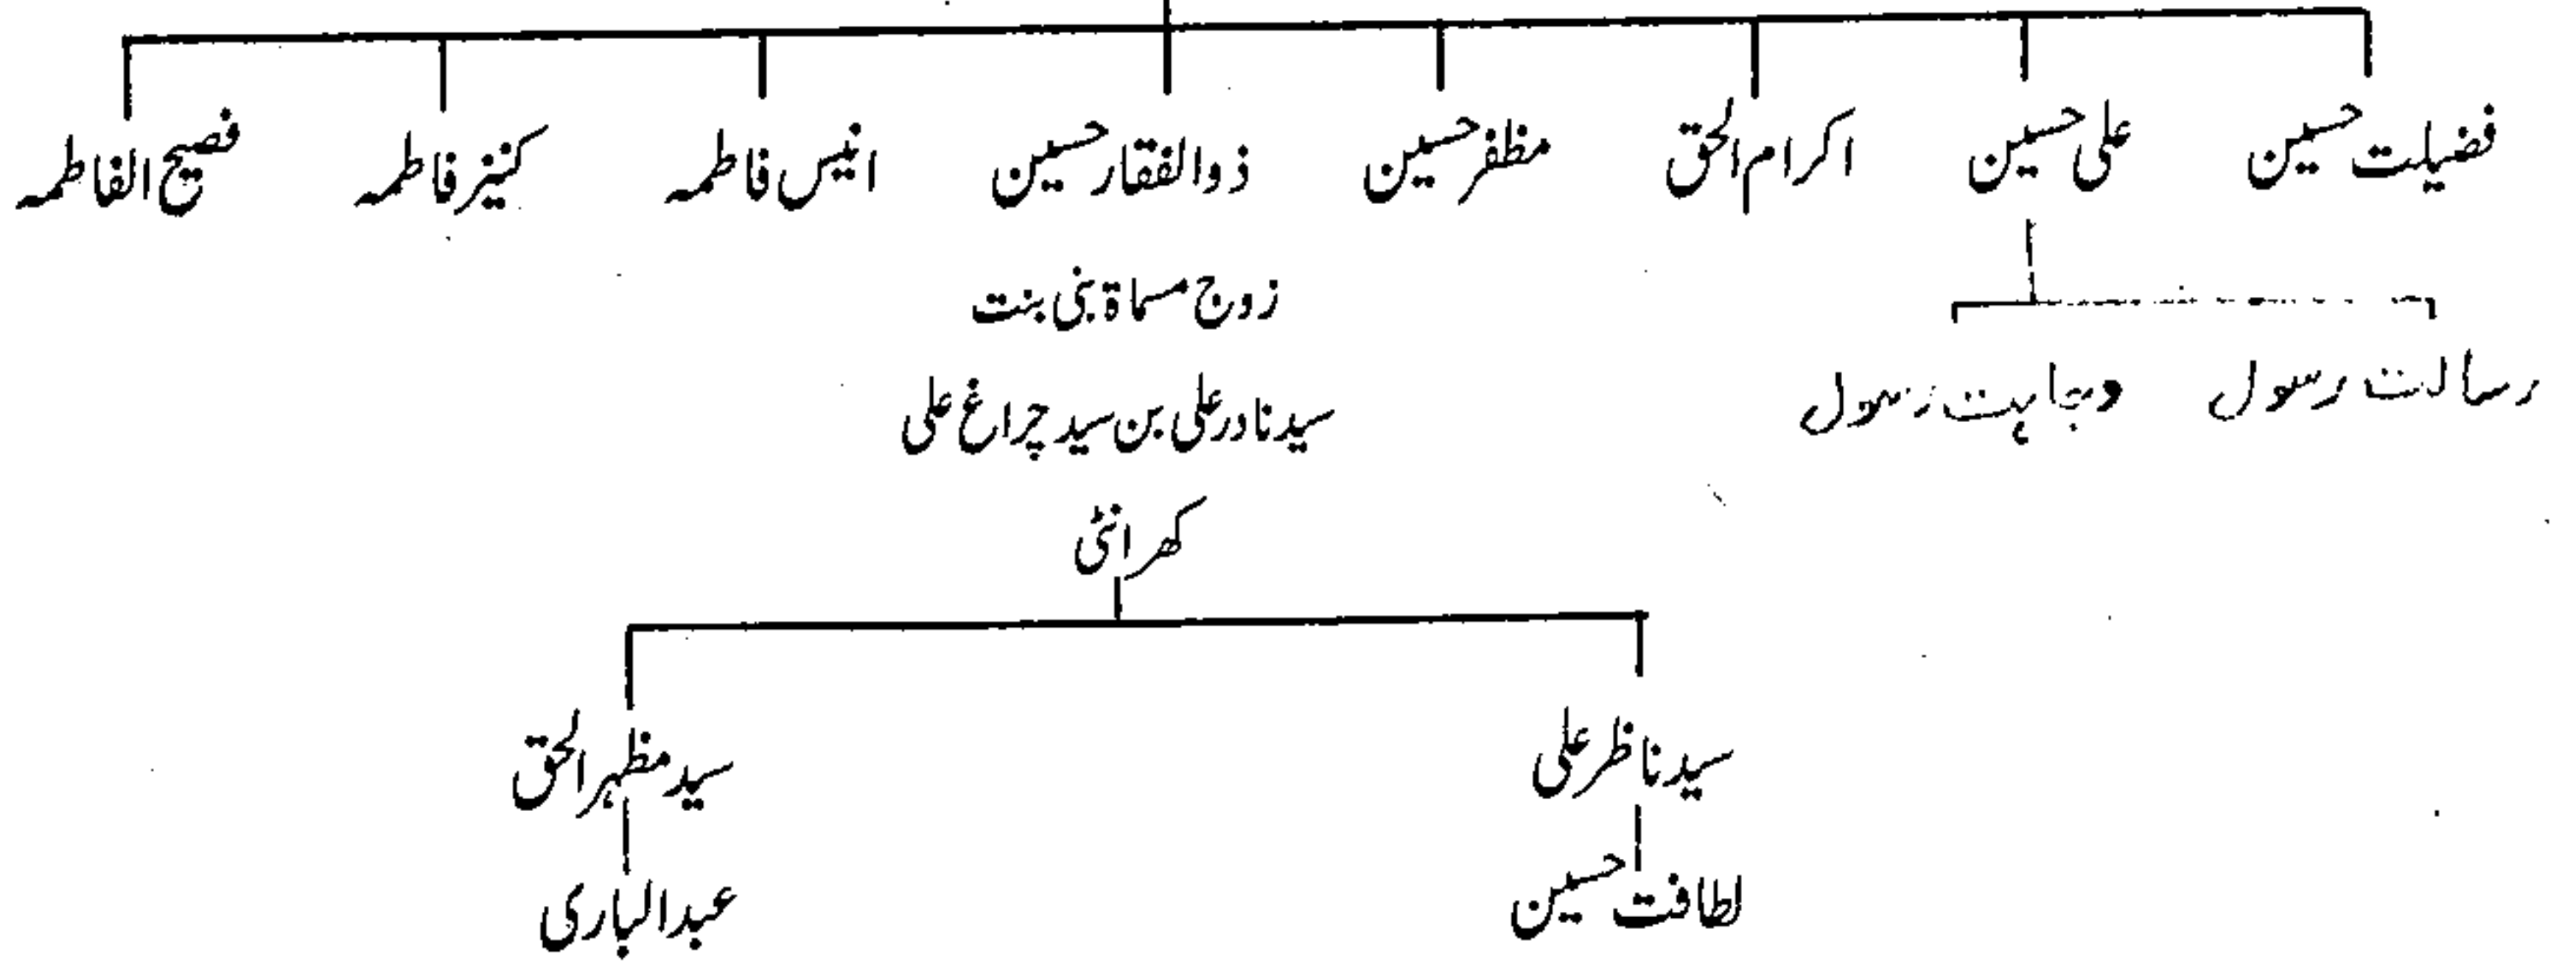 فضیلت حسین علی حسین اکرام الحق مظفر حسین ذوالفقار حسین انیس فاطمہ کنیز فاطمہ فصیح الفاطمہ
زوج مسماۃ بنی بنت
رسالت رسول وجاہت رسول
سید نادر علی بن سید چراغ علی
کھرانٹی
سید ناظر علی سید مظہر الحق
لطافت حسین عبدالباری